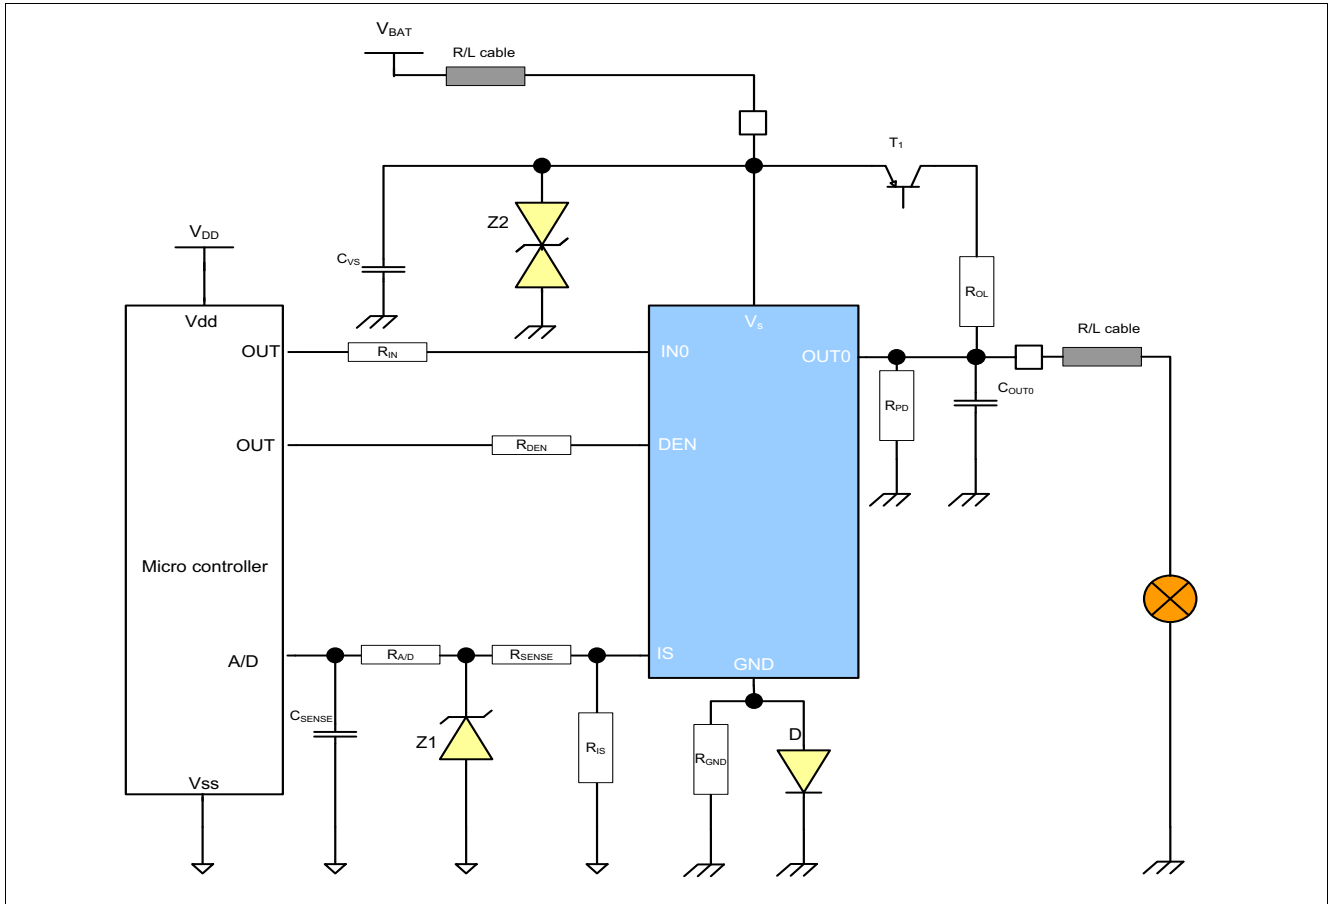 VBAT
R/L cable
T1
Z2
VDD
CVS
ROL
Vdd
Vs
R/L cable
OUT
RIN
IN0
OUT0
COUT0
RPD
OUT
RDEN
DEN
Micro controller
A/D
RA/D
RSENSE
IS
GND
CSENSE
Z1
RIS
RGND
D
Vss